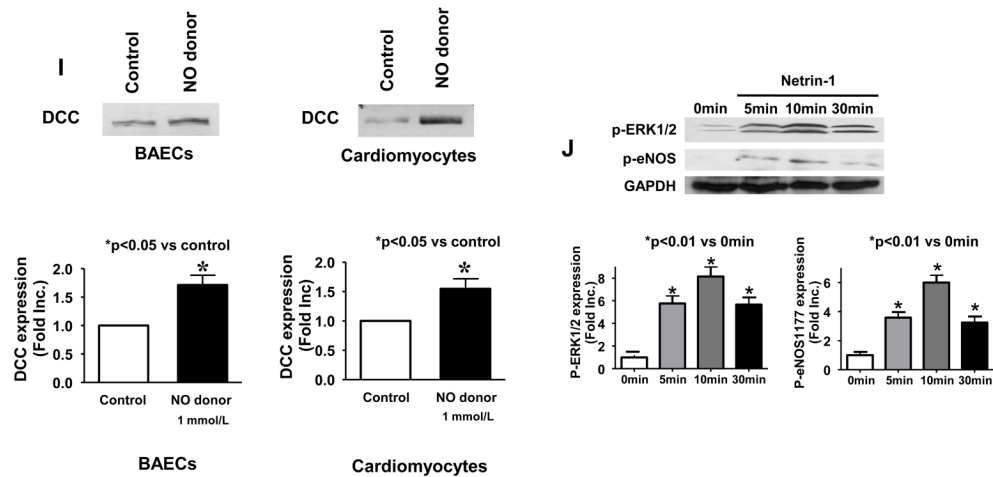 I
Control
NO donor
DCC
BAECs
Control
NO donor
DCC
Cardiomyocytes
J
Netrin-1
0min 5min 10min 30min
p-ERK1/2
p-eNOS
GAPDH
*p<0.05 vs control
DCC expression
(Fold Inc.)
2.0
1.5
1.0
0.5
0.0
*
Control NO donor
1 mmol/L
BAECs
*p<0.05 vs control
DCC expression
(Fold Inc)
2.0
1.5
1.0
0.5
0.0
*
Control NO donor
1 mmol/L
Cardiomyocytes
*p<0.01 vs 0min
P-ERK1/2 expression
(Fold Inc.)
8
6
4
2
0
* * *
0min 5min 10min 30min
*p<0.01 vs 0min
P-eNOS1177 expression
(Fold Inc.)
6
4
2
0
* * *
0min 5min 10min 30min